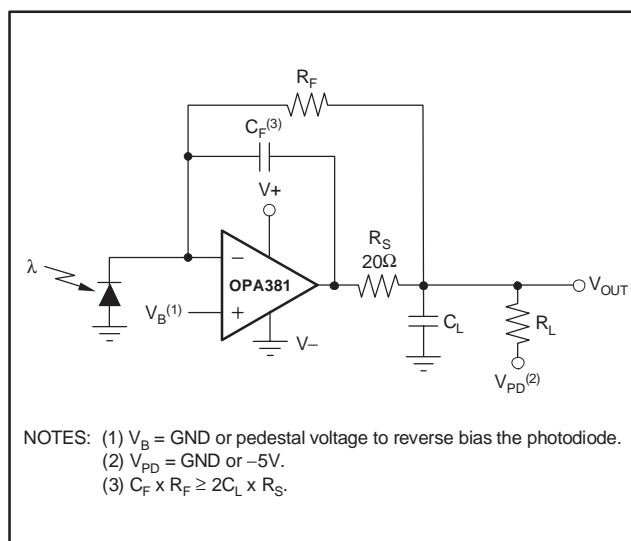 R_F
C_F^(3)
V+
λ
R_S
20Ω
−
OPA381
+
V_OUT
V_B^(1)
C_L
R_L
V−
V_PD^(2)
NOTES: (1) V_B = GND or pedestal voltage to reverse bias the photodiode.
(2) V_PD = GND or −5V.
(3) C_F x R_F ≥ 2C_L x R_S.